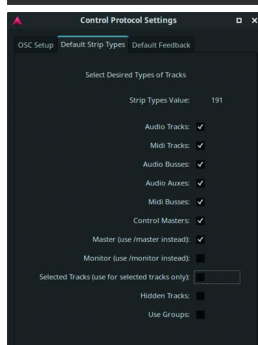 Control Protocol Settings
OSC Setup Default Strip Types Default Feedback
Select Desired Types of Tracks
Strip Types Value: 191
Audio Tracks:
Midi Tracks:
Audio Busses:
Audio Auxes:
Midi Busses:
Control Masters:
Master (use /master instead):
Monitor (use /monitor instead):
Selected Tracks (use for selected tracks only):
Hidden Tracks:
Use Groups: